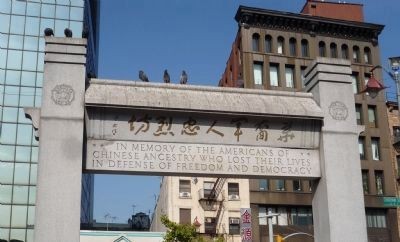 華裔軍人忠烈坊
IN MEMORY OF THE AMERICANS OF
CHINESE ANCESTRY WHO LOST THEIR LIVES
IN DEFENSE OF FREEDOM AND DEMOCRACY
金